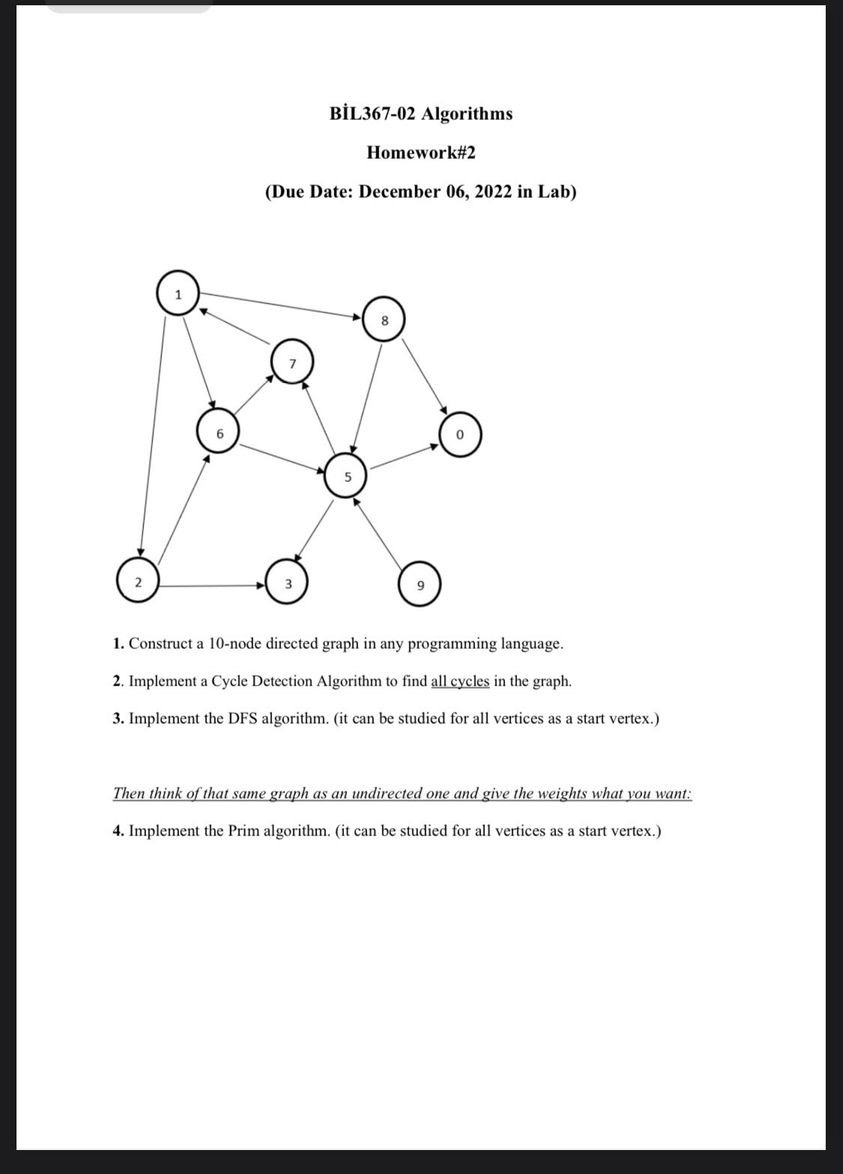 BİL367-02 Algorithms
Homework#2
(Due Date: December 06, 2022 in Lab)
1
8
7
6
0
5
2
3
9
1. Construct a 10-node directed graph in any programming language.
2. Implement a Cycle Detection Algorithm to find all cycles in the graph.
3. Implement the DFS algorithm. (it can be studied for all vertices as a start vertex.)
Then think of that same graph as an undirected one and give the weights what you want:
4. Implement the Prim algorithm. (it can be studied for all vertices as a start vertex.)